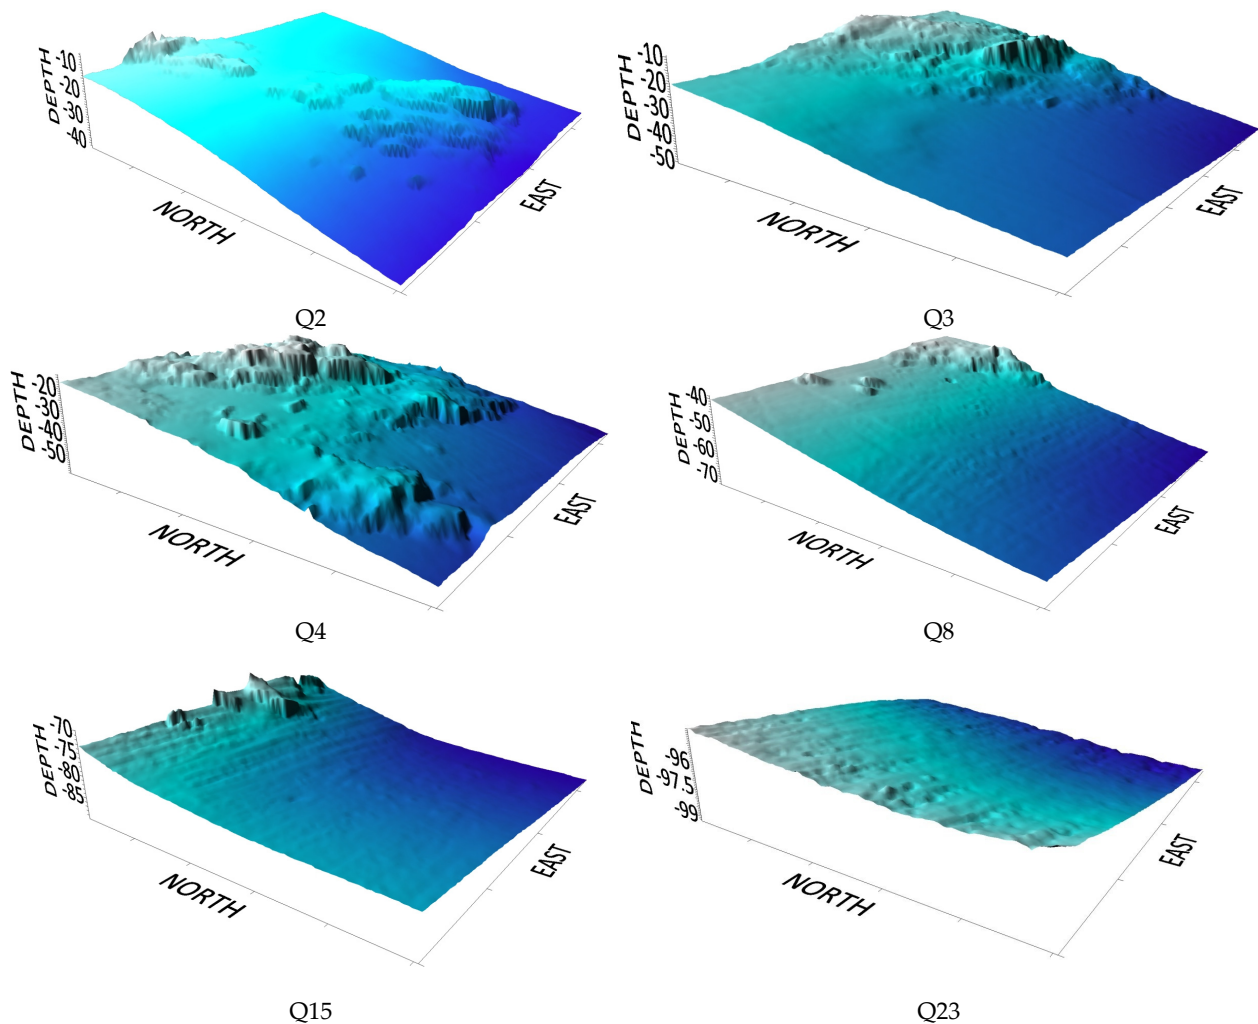 DEPTH
-10
-20
-30
-40
NORTH
EAST
Q2
DEPTH
-10
-20
-30
-40
-50
NORTH
EAST
Q3
DEPTH
-20
-30
-40
-50
NORTH
EAST
Q4
DEPTH
-40
-50
-60
-70
NORTH
EAST
Q8
DEPTH
-70
-75
-80
-85
NORTH
EAST
Q15
DEPTH
-96
-97.5
-99
NORTH
EAST
Q23